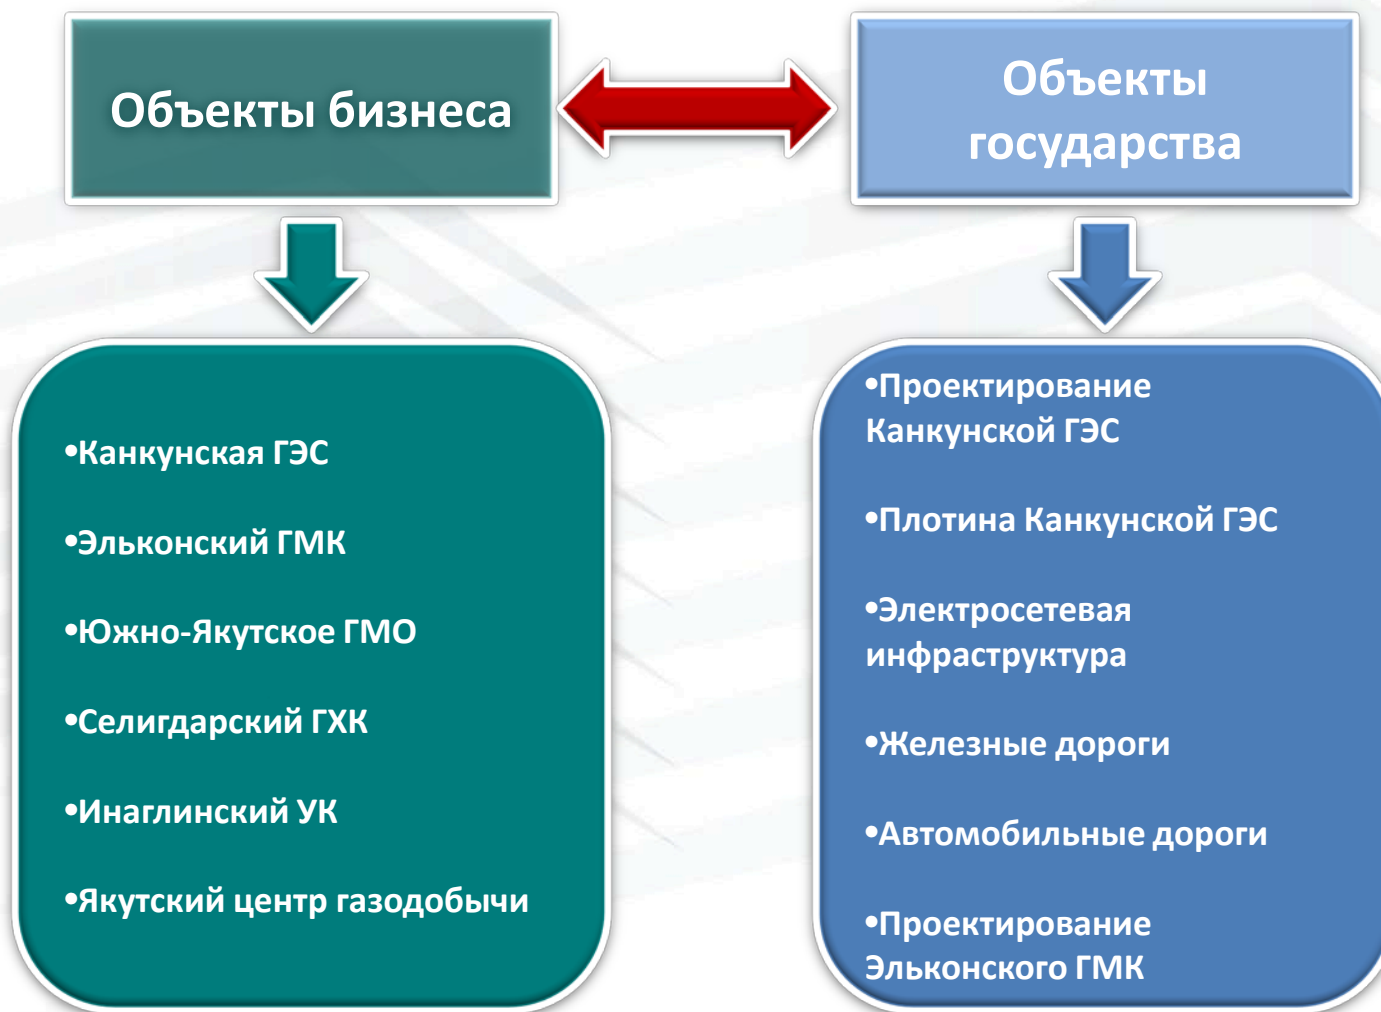 Объекты бизнеса
Объекты
государства
•Канкунская ГЭС
•Эльконский ГМК
•Южно-Якутское ГМО
•Селигдарский ГХК
•Инаглинский УК
•Якутский центр газодобычи
•Проектирование
Канкунской ГЭС
•Плотина Канкунской ГЭС
•Электросетевая
инфраструктура
•Железные дороги
•Автомобильные дороги
•Проектирование
Эльконского ГМК